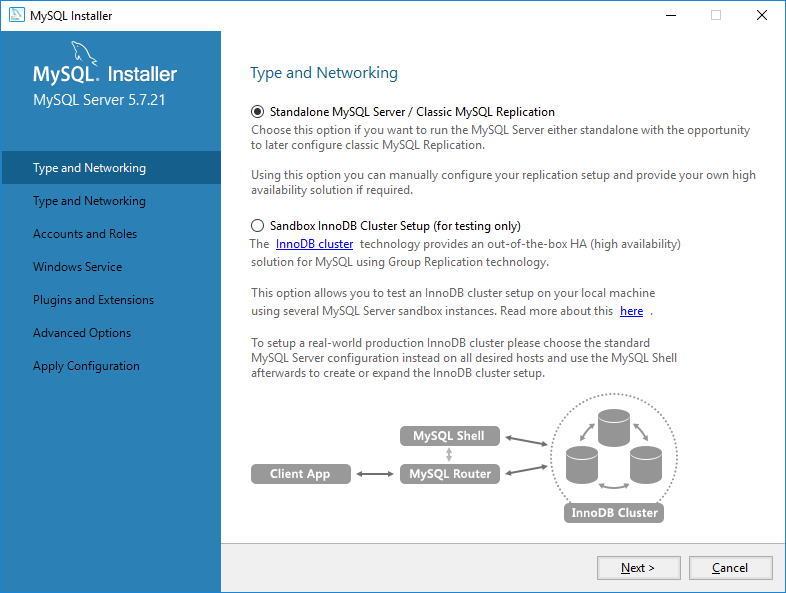 MySQL Installer
MySQL. Installer
MySQL Server 5.7.21
Type and Networking
Type and Networking
Accounts and Roles
Windows Service
Plugins and Extensions
Advanced Options
Apply Configuration
Type and Networking
Standalone MySQL Server / Classic MySQL Replication
Choose this option if you want to run the MySQL Server either standalone with the opportunity
to later configure classic MySQL Replication.
Using this option you can manually configure your replication setup and provide your own high
availability solution if required.
Sandbox InnoDB Cluster Setup (for testing only)
The InnoDB cluster technology provides an out-of-the-box HA (high availability)
solution for MySQL using Group Replication technology.
This option allows you to test an InnoDB cluster setup on your local machine
using several MySQL Server sandbox instances. Read more about this here .
To setup a real-world production InnoDB cluster please choose the standard
MySQL Server configuration instead on all desired hosts and use the MySQL Shell
afterwards to create or expand the InnoDB cluster setup.
MySQL Shell
Client App
MySQL Router
InnoDB Cluster
Next >
Cancel